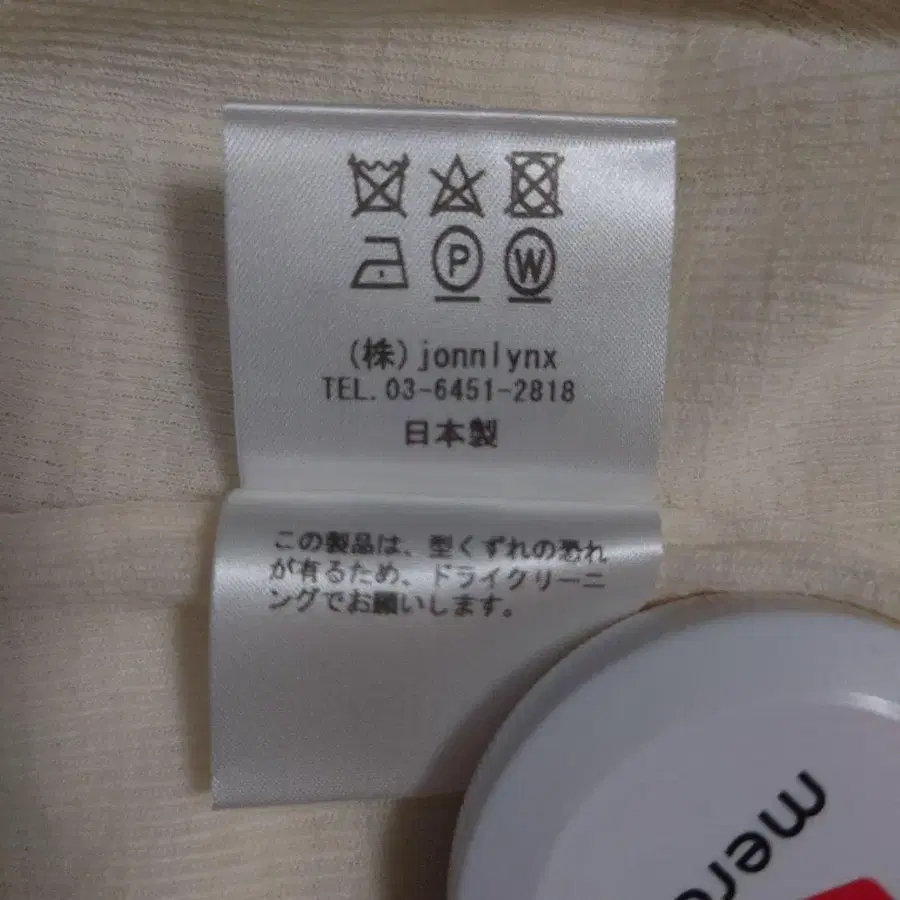 P W
(株)jonnlynx
TEL. 03-6451-2818
日本製
この製品は、型くずれの恐れ
が有るため、ドライクリーニ
ングでお願いします。
merc